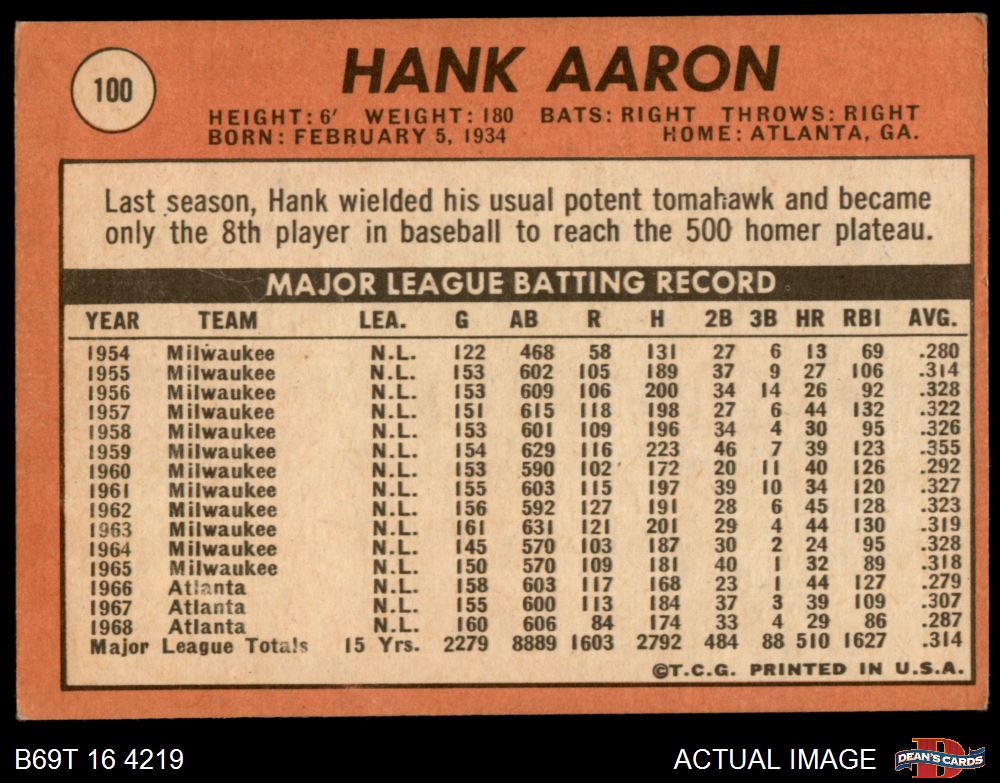 100
HANK AARON
HEIGHT: 6' WEIGHT: 180 BATS: RIGHT THROWS: RIGHT
BORN: FEBRUARY 5, 1934 HOME: ATLANTA, GA.
Last season, Hank wielded his usual potent tomahawk and became
only the 8th player in baseball to reach the 500 homer plateau.
MAJOR LEAGUE BATTING RECORD
YEAR TEAM LEA. G AB R H 2B 3B HR RBI AVG.
1954 Milwaukee N.L. 122 468 58 131 27 6 13 69 .280
1955 Milwaukee N.L. 153 602 105 189 37 9 27 106 .314
1956 Milwaukee N.L. 153 609 106 200 34 14 26 92 .328
1957 Milwaukee N.L. 151 615 118 198 27 6 44 132 .322
1958 Milwaukee N.L. 153 601 109 196 34 4 30 95 .326
1959 Milwaukee N.L. 154 629 116 223 46 7 39 123 .355
1960 Milwaukee N.L. 153 590 102 172 20 11 40 126 .292
1961 Milwaukee N.L. 155 603 115 197 39 10 34 120 .327
1962 Milwaukee N.L. 156 592 127 191 28 6 45 128 .323
1963 Milwaukee N.L. 161 631 121 201 29 4 44 130 .319
1964 Milwaukee N.L. 145 570 103 187 30 2 24 95 .328
1965 Milwaukee N.L. 150 570 109 181 40 1 32 89 .318
1966 Atlanta N.L. 158 603 117 168 23 1 44 127 .279
1967 Atlanta N.L. 155 600 113 184 37 3 39 109 .307
1968 Atlanta N.L. 160 606 84 174 33 4 29 86 .287
Major League Totals 15 Yrs. 2279 8889 1603 2792 484 88 510 1627 .314
©T.C.G. PRINTED IN U.S.A.
B69T 16 4219 ACTUAL IMAGE
D
DEAN'S CARDS